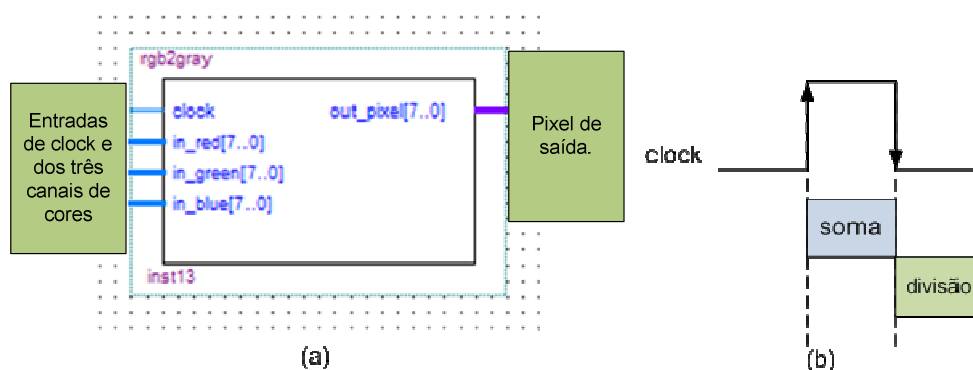 rgb2gray
Entradas
de clock e
dos três
canais de
cores
clock
in_red[7..0]
in_green[7..0]
in_blue[7..0]
out_pixel[7..0]
inst13
Pixel de
saída.
(a)
clock
soma
divisão
(b)